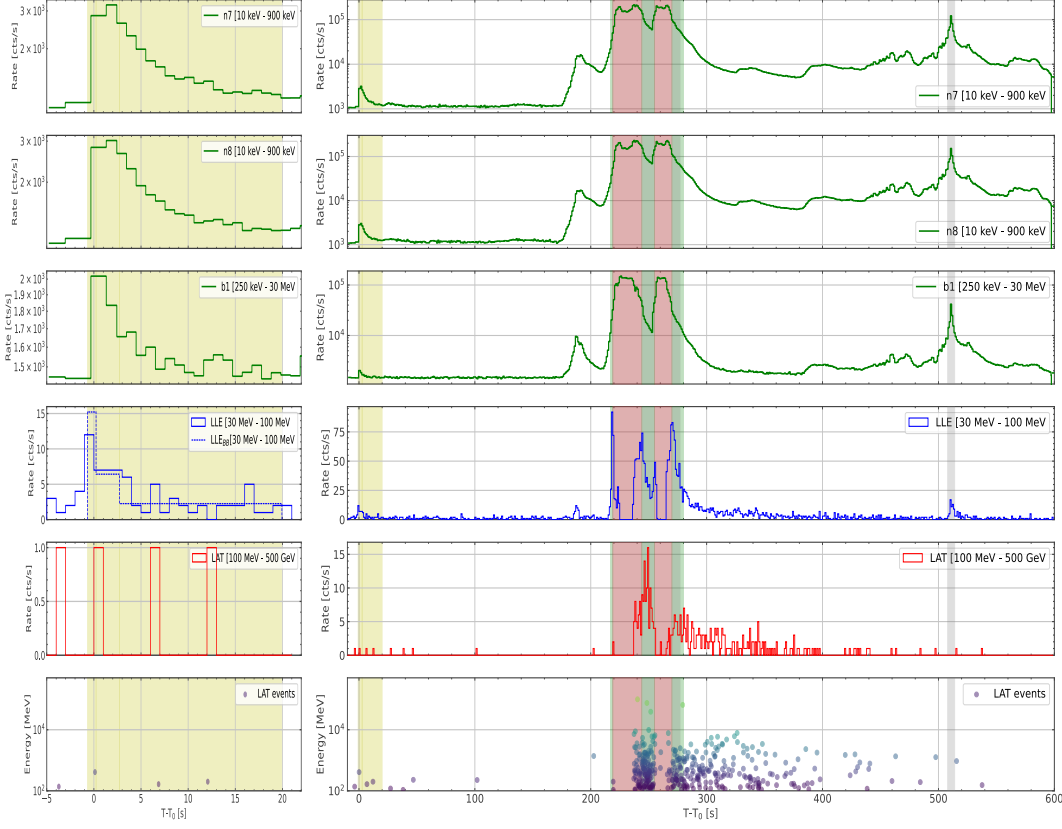 Rate [cts/s]
3 × 10³
2 × 10³
n7 [10 keV - 900 keV]
Rate [cts/s]
10⁵
10⁴
10³
n7 [10 keV - 900 keV]
Rate [cts/s]
3 × 10³
2 × 10³
n8 [10 keV - 900 keV]
Rate [cts/s]
10⁵
10⁴
10³
n8 [10 keV - 900 keV]
Rate [cts/s]
2 × 10³
1.9 × 10³
1.8 × 10³
1.7 × 10³
1.6 × 10³
1.5 × 10³
b1 [250 keV - 30 MeV
Rate [cts/s]
10⁵
10⁴
b1 [250 keV - 30 MeV]
Rate [cts/s]
15
10
5
0
LLE [30 MeV - 100 MeV
LLE_BB [30 MeV - 100 MeV
Rate [cts/s]
75
50
25
0
LLE [30 MeV - 100 MeV]
Rate [cts/s]
1.0
0.5
0.0
LAT [100 MeV - 500 GeV
Rate [cts/s]
15
10
5
0
LAT [100 MeV - 500 GeV
Energy [MeV]
10⁴
10²
LAT events
−5 0 5 10 15 20
T-T₀ [s]
Energy [MeV]
10⁴
10²
LAT events
0 100 200 300 400 500 600
T-T₀ [s]